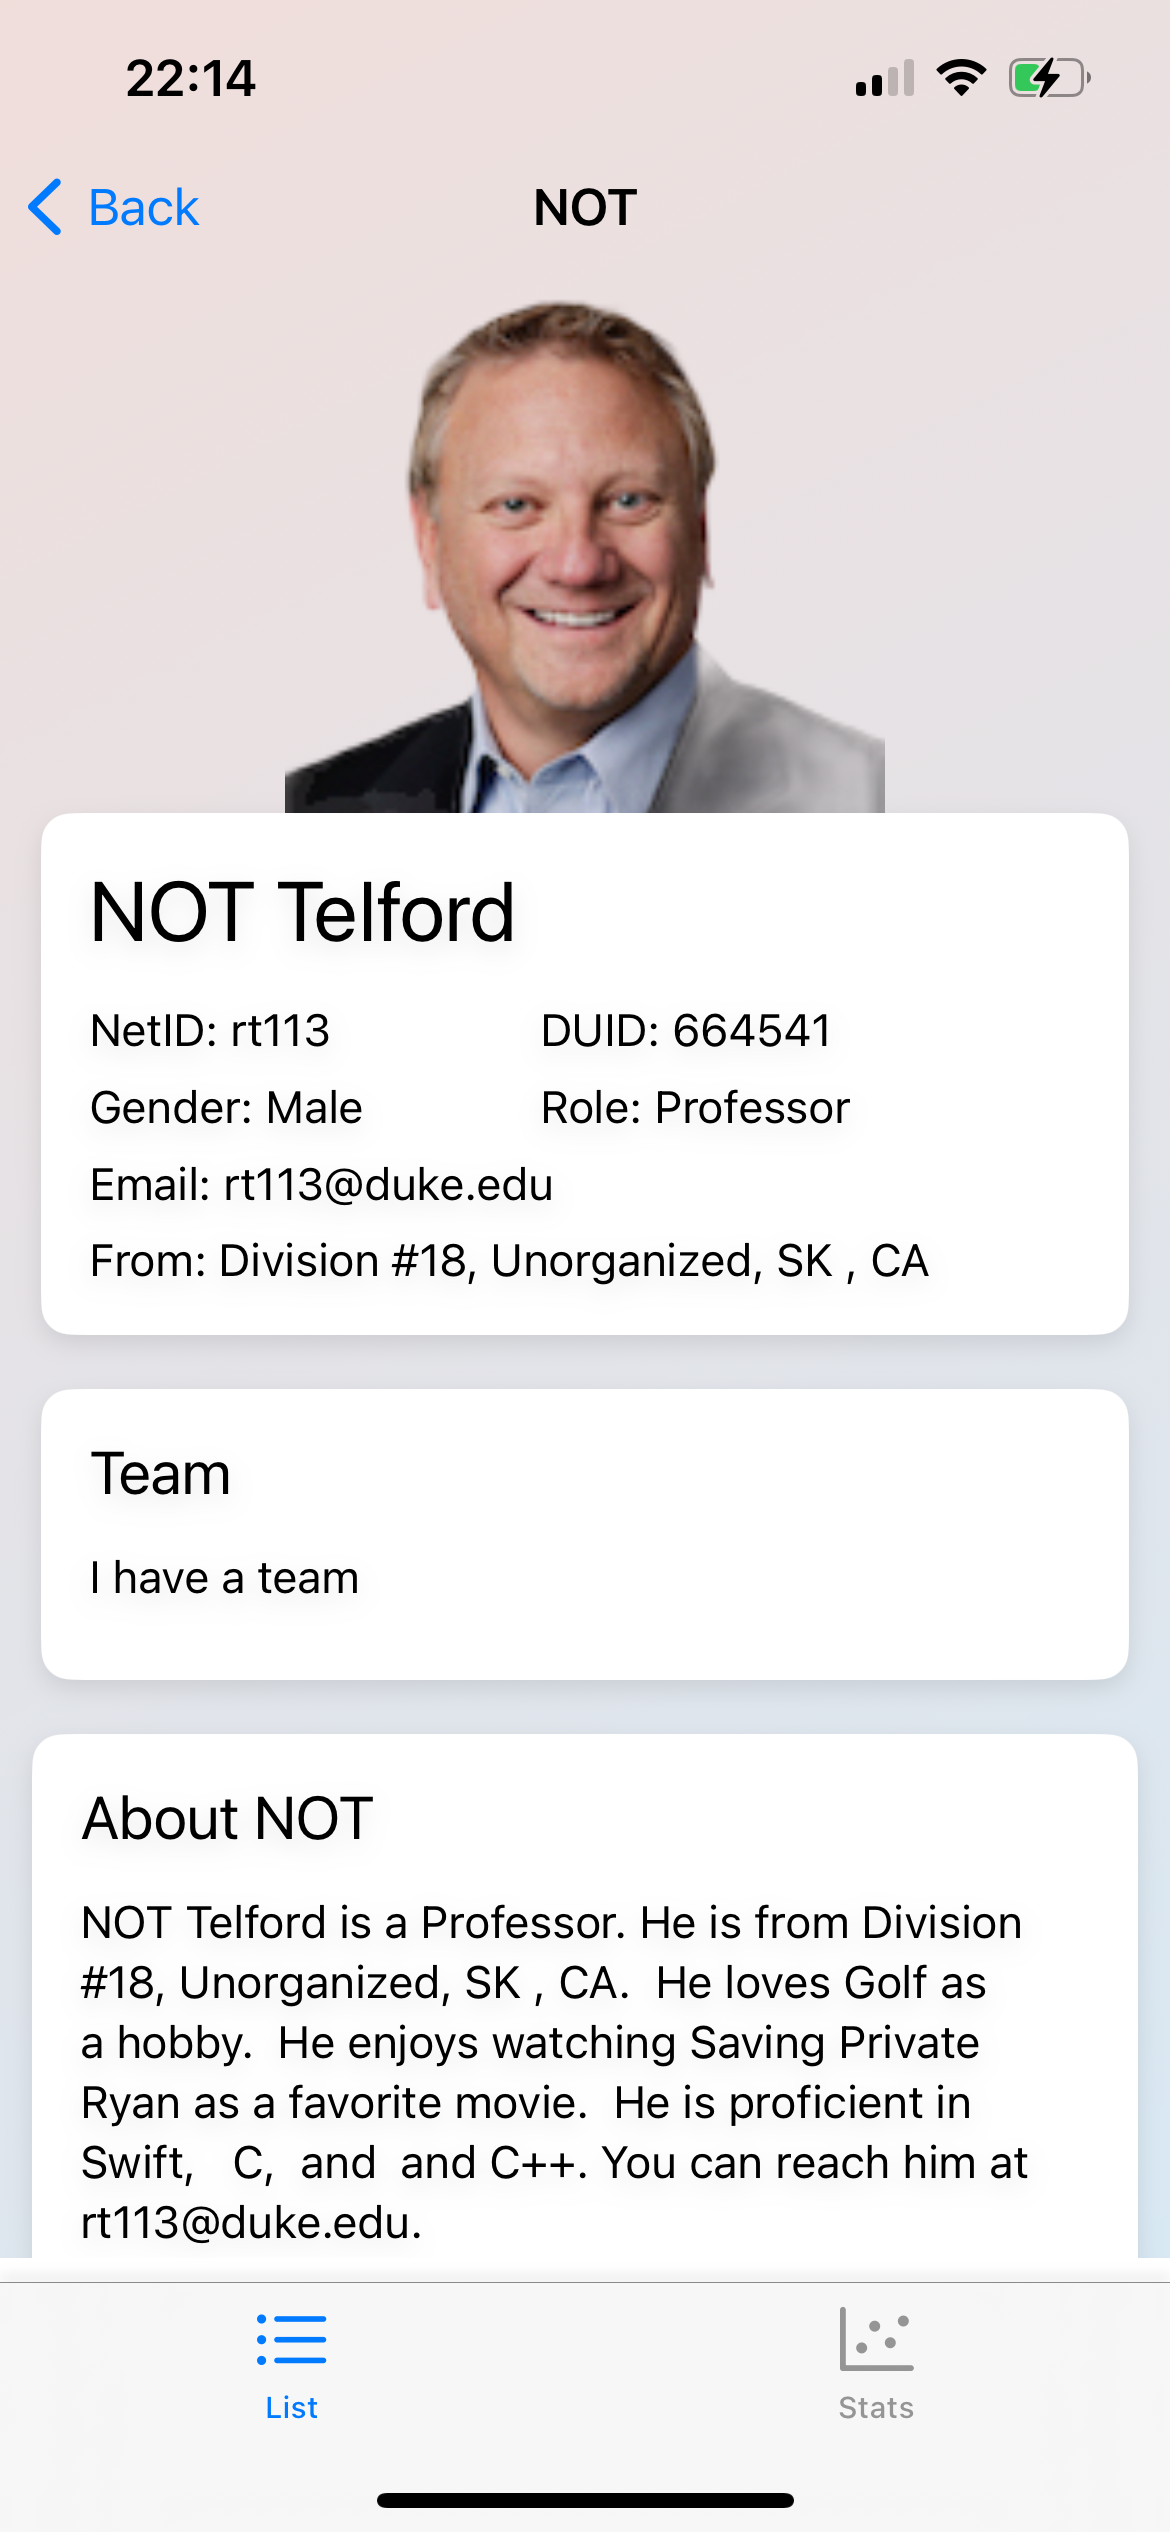 22:14
Back
NOT
NOT Telford
NetID: rt113
DUID: 664541
Gender: Male
Role: Professor
Email: rt113@duke.edu
From: Division #18, Unorganized, SK , CA
Team
I have a team
About NOT
NOT Telford is a Professor. He is from Division
#18, Unorganized, SK , CA.  He loves Golf as
a hobby.  He enjoys watching Saving Private
Ryan as a favorite movie.  He is proficient in
Swift,   C,  and  and C++. You can reach him at
rt113@duke.edu.
List
Stats